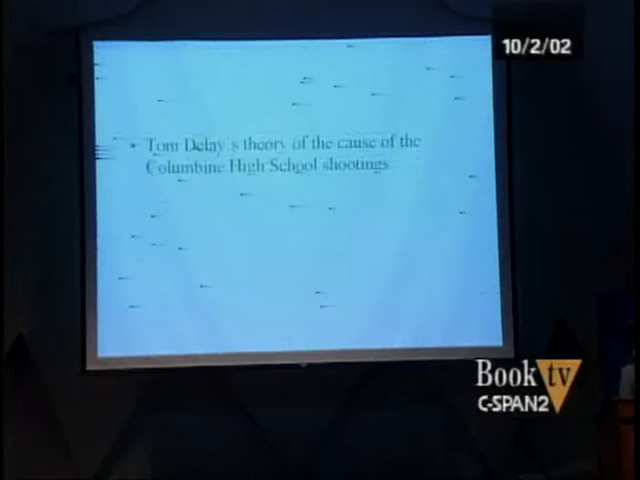 10/2/02
• Tom Delay's theory of the cause of the
Columbine High School shootings.
Book tv
C-SPAN2